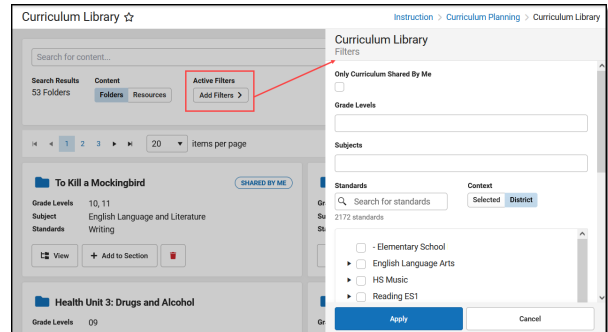 Curriculum Library
Instruction > Curriculum Planning > Curriculum Library
Search for content...
Search Results
53 Folders
Content
Folders Resources
Active Filters
Add Filters >
1 2 3 20 items per page
To Kill a Mockingbird SHARED BY ME
Grade Levels 10, 11
Subject English Language and Literature
Standards Writing
View + Add to Section
Health Unit 3: Drugs and Alcohol
Grade Levels 09
Gr
Su
St
Gr
Curriculum Library
Filters
Only Curriculum Shared By Me
Grade Levels
Subjects
Standards
Search for standards
2172 standards
Context
Selected District
- Elementary School
English Language Arts
HS Music
Reading ES1
Apply Cancel